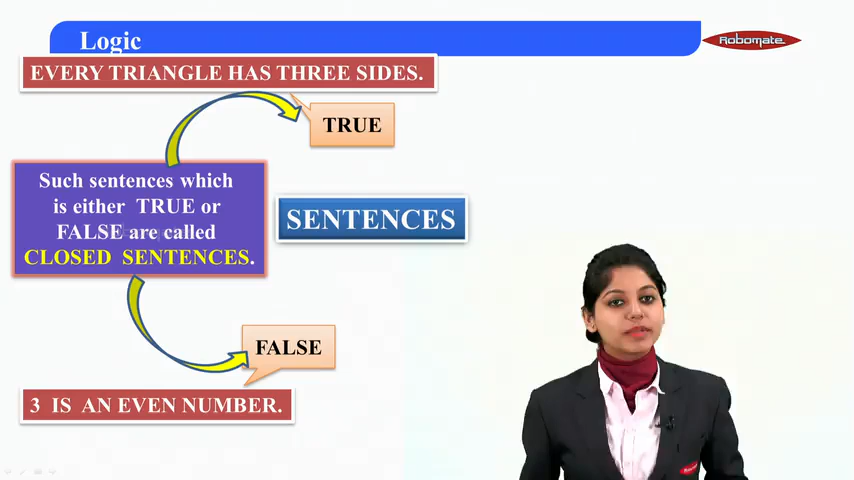 Logic
Robomate
EVERY TRIANGLE HAS THREE SIDES.
TRUE
Such sentences which
is either TRUE or
FALSE are called
CLOSED SENTENCES.
SENTENCES
FALSE
3 IS AN EVEN NUMBER.